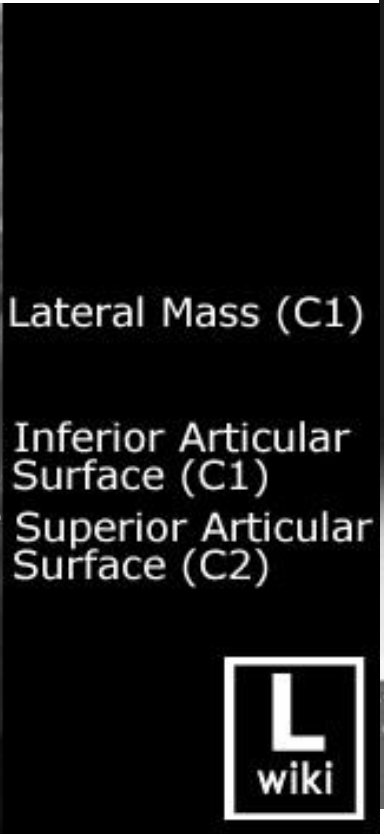 Lateral Mass (C1)
Inferior Articular
Surface (C1)
Superior Articular
Surface (C2)
L
wiki